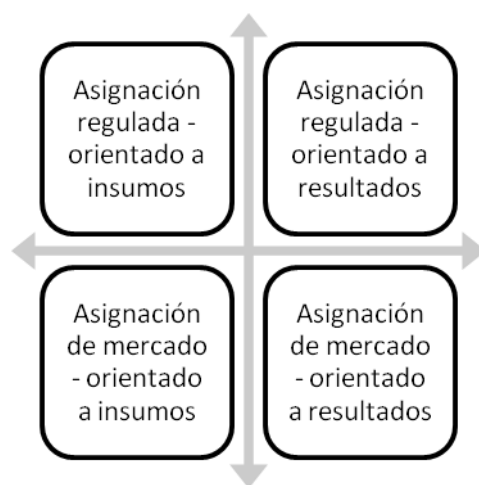 Asignación
regulada -
orientado a
insumos
Asignación
regulada -
orientado a
resultados
Asignación
de mercado
- orientado
a insumos
Asignación
de mercado
- orientado
a resultados